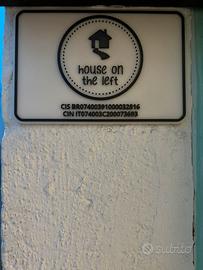 house on
the left
CIS BR07400391000032816
CIN IT074003C200073693
subito